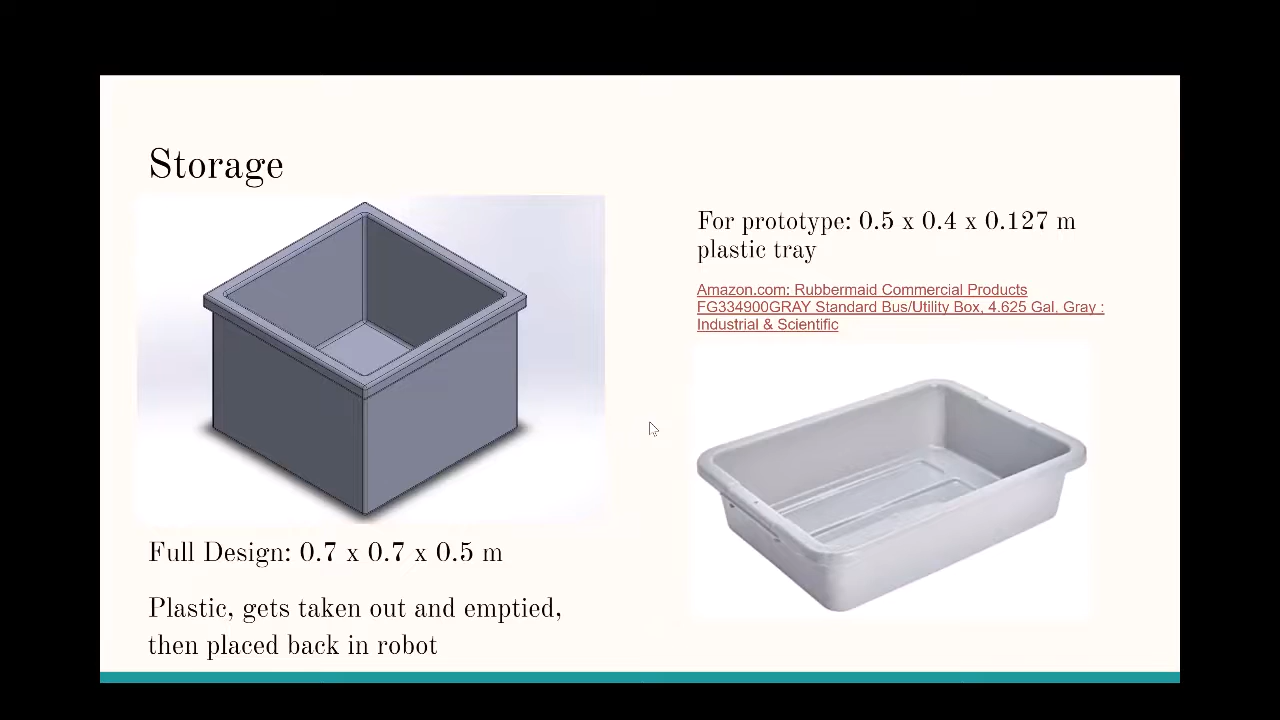 Storage
Full Design: 0.7 x 0.7 x 0.5 m
Plastic, gets taken out and emptied,
then placed back in robot
For prototype: 0.5 x 0.4 x 0.127 m
plastic tray
Amazon.com: Rubbermaid Commercial Products
FG334900GRAY Standard Bus/Utility Box, 4.625 Gal, Gray :
Industrial & Scientific